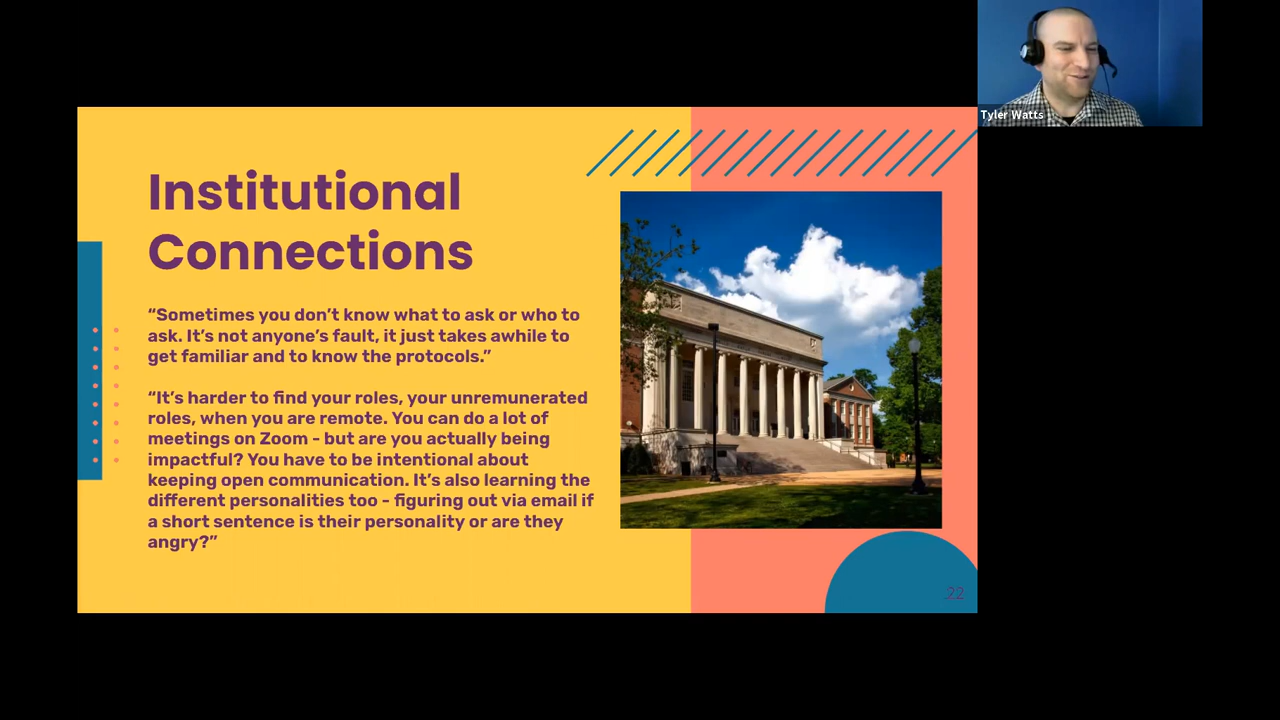 Tyler Watts
Institutional
Connections
“Sometimes you don’t know what to ask or who to
ask. It’s not anyone’s fault, it just takes awhile to
get familiar and to know the protocols.”
“It’s harder to find your roles, your unremunerated
roles, when you are remote. You can do a lot of
meetings on Zoom - but are you actually being
impactful? You have to be intentional about
keeping open communication. It’s also learning the
different personalities too - figuring out via email if
a short sentence is their personality or are they
angry?”
22